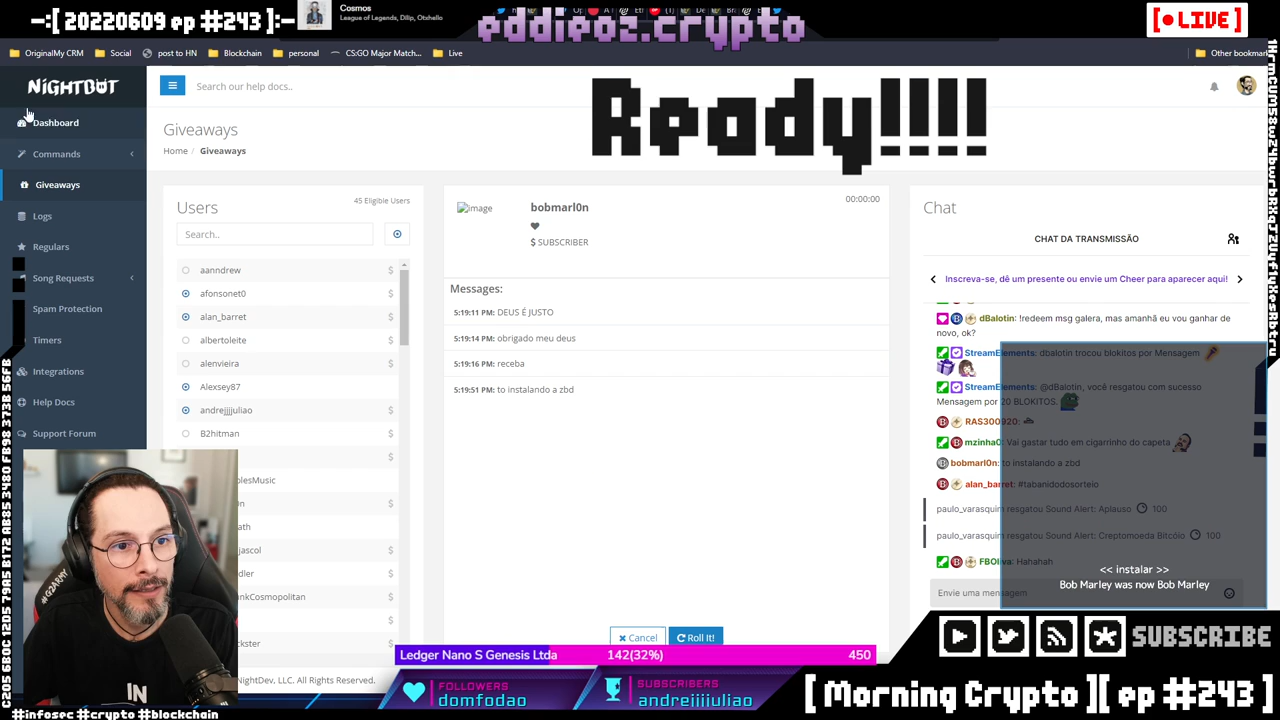 —:[ 20220609 ep #243 ]:—
Cosmos
League of Legends, Dilip, Otshello
eddieoz.crypto
[ LIVE ]
OriginalMy CRM
Social
Blockchain
post to HN
personal
CS:GO Major Match...
Live
Other bookmar
NiGHTBOT
Search our help docs..
Ready!!!!
Dashboard
Commands
Giveaways
Logs
Regulars
Song Requests
Spam Protection
Timers
Integrations
Help Docs
Support Forum
Giveaways
Home / Giveaways
Users
45 Eligible Users
Search..
aanndrew $
afonsonet0 $
alan_barret $
albertoleite $
alenvieira $
Alexsey87 $
andrejjjjuliao $
B2hitman $
image
bobmarl0n
00:00:00
$ SUBSCRIBER
Messages:
5:19:11 PM: DEUS É JUSTO
5:19:14 PM: obrigado meu deus
5:19:16 PM: receba
5:19:51 PM: to instalando a zbd
Cancel
Roll It!
Chat
CHAT DA TRANSMISSÃO
Inscreva-se, dê um presente ou envie um Cheer para aparecer aqui!
dBalotin: !redeem msg galera, mas amanhã eu vou ganhar de
novo, ok?
StreamElements: dbalotin trocou blokitos por Mensagem
StreamElements: @dBalotin, você resgatou com sucesso
Mensagem por 20 BLOKITOS.
RAS300920:
mzinha0: Vai gastar tudo em cigarrinho do capeta
bobmarl0n: to instalando a zbd
alan_barret: #tabanidodosorteio
paulo_varasquim resgatou Sound Alert: Aplauso 100
paulo_varasquim resgatou Sound Alert: Creptomoeda Bitcóio 100
FBOliva: Hahahah
Envie uma mensagem
<< instalar >>
Bob Marley was now Bob Marley
NightDev, LLC. All Rights Reserved.
Ledger Nano S Genesis Ltda
142(32%)
450
FOLLOWERS
domfodao
SUBSCRIBERS
andrejjjjuliao
SUBSCRIBE
[ Morning Crypto ][ ep #243 ]
#infosec #crypto #blockchain